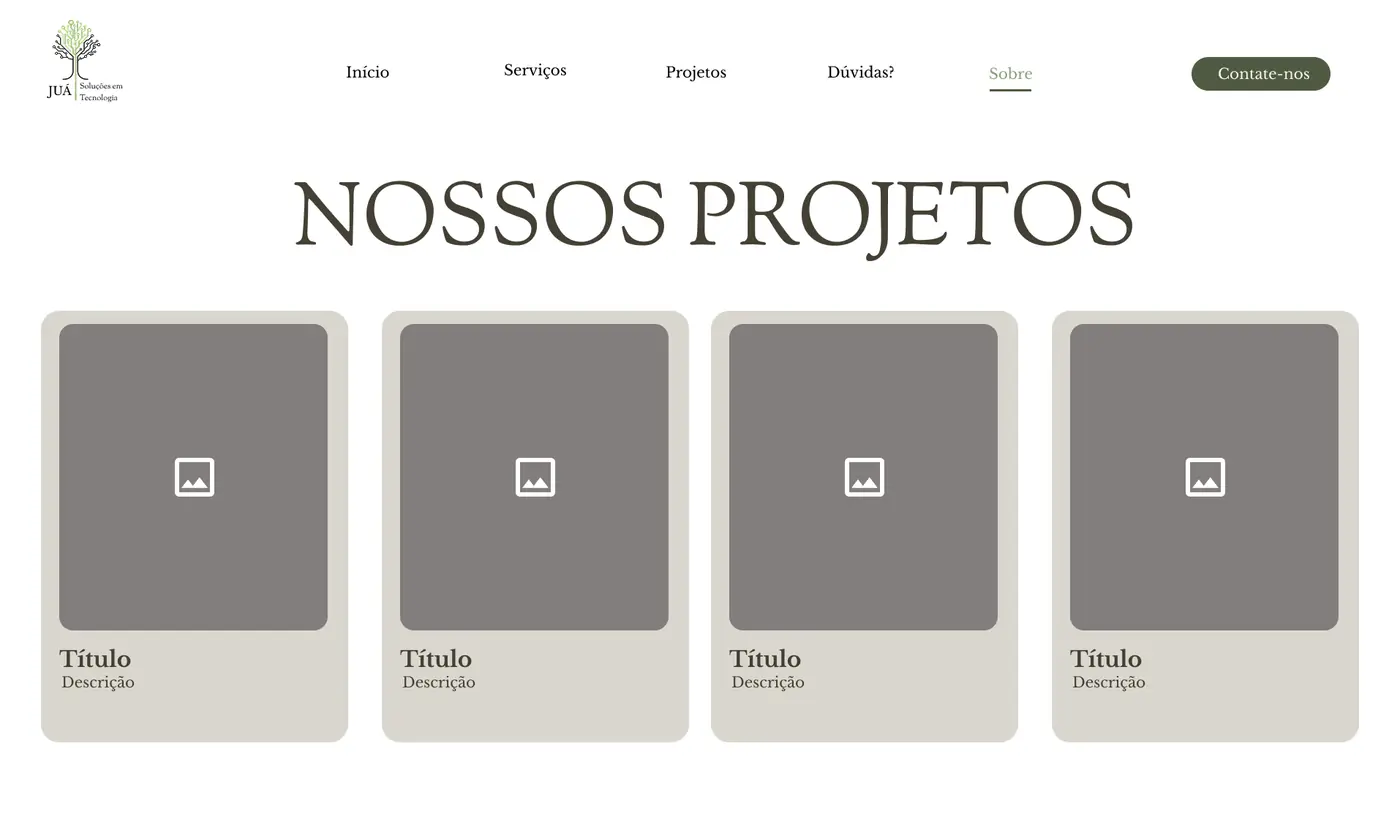 JUÁ
Soluções em
Tecnologia
Início
Serviços
Projetos
Dúvidas?
Sobre
Contate-nos
NOSSOS PROJETOS
Título
Descrição
Título
Descrição
Título
Descrição
Título
Descrição